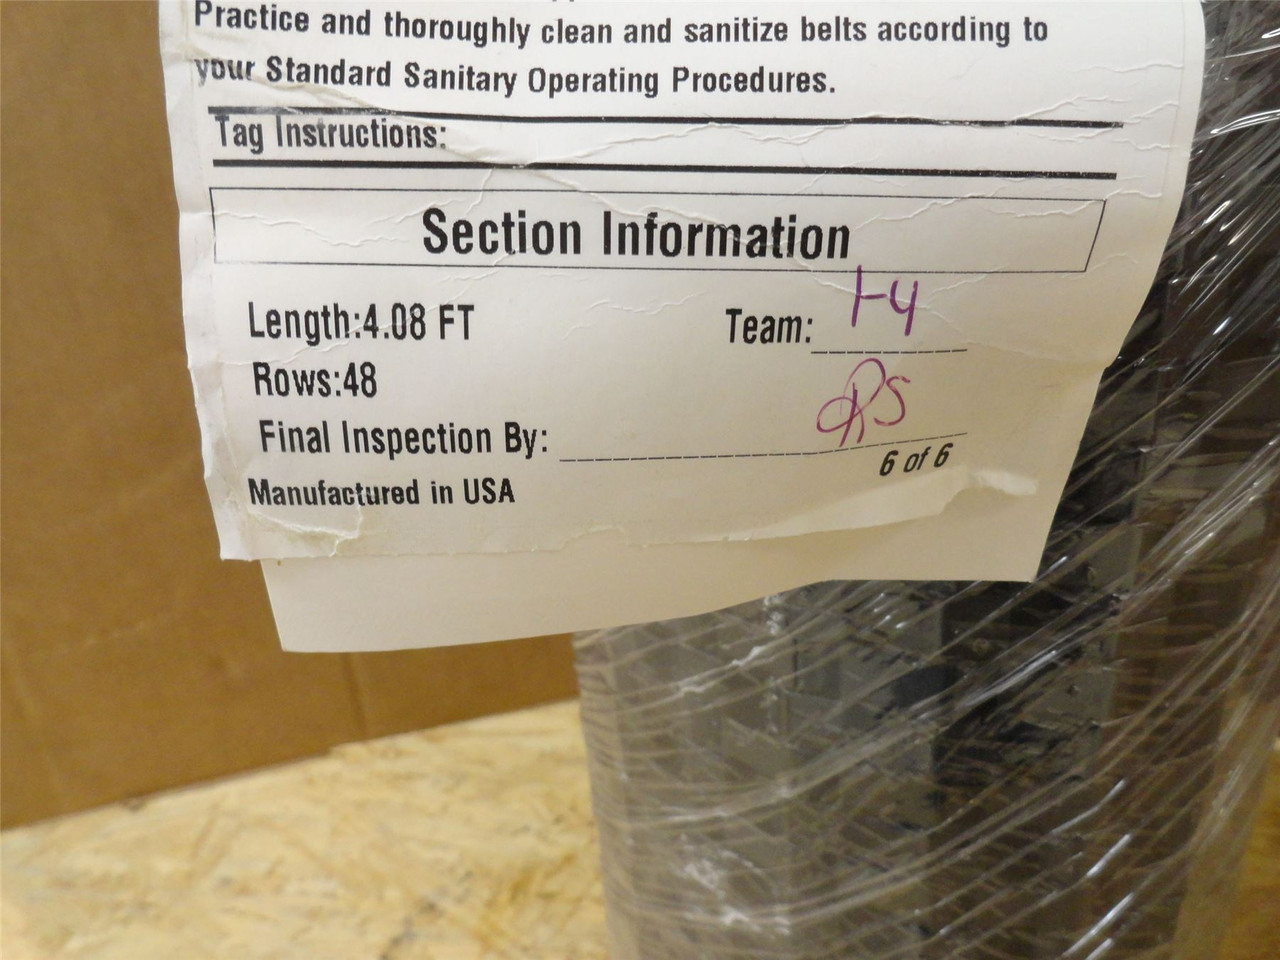 Practice and thoroughly clean and sanitize belts according to
your Standard Sanitary Operating Procedures.
Tag Instructions:
Section Information
Length:4.08 FT
Team: 1-4
Rows:48
Final Inspection By: RS
6 of 6
Manufactured in USA